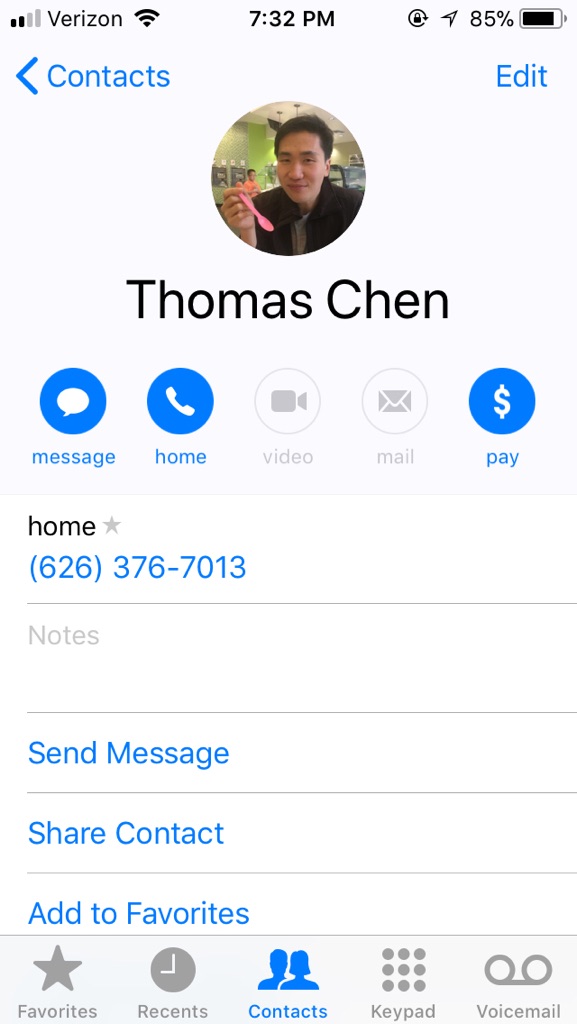 Verizon 7:32 PM 85%
Contacts Edit
Thomas Chen
message home video mail pay
home
(626) 376-7013
Notes
Send Message
Share Contact
Add to Favorites
Favorites Recents Contacts Keypad Voicemail